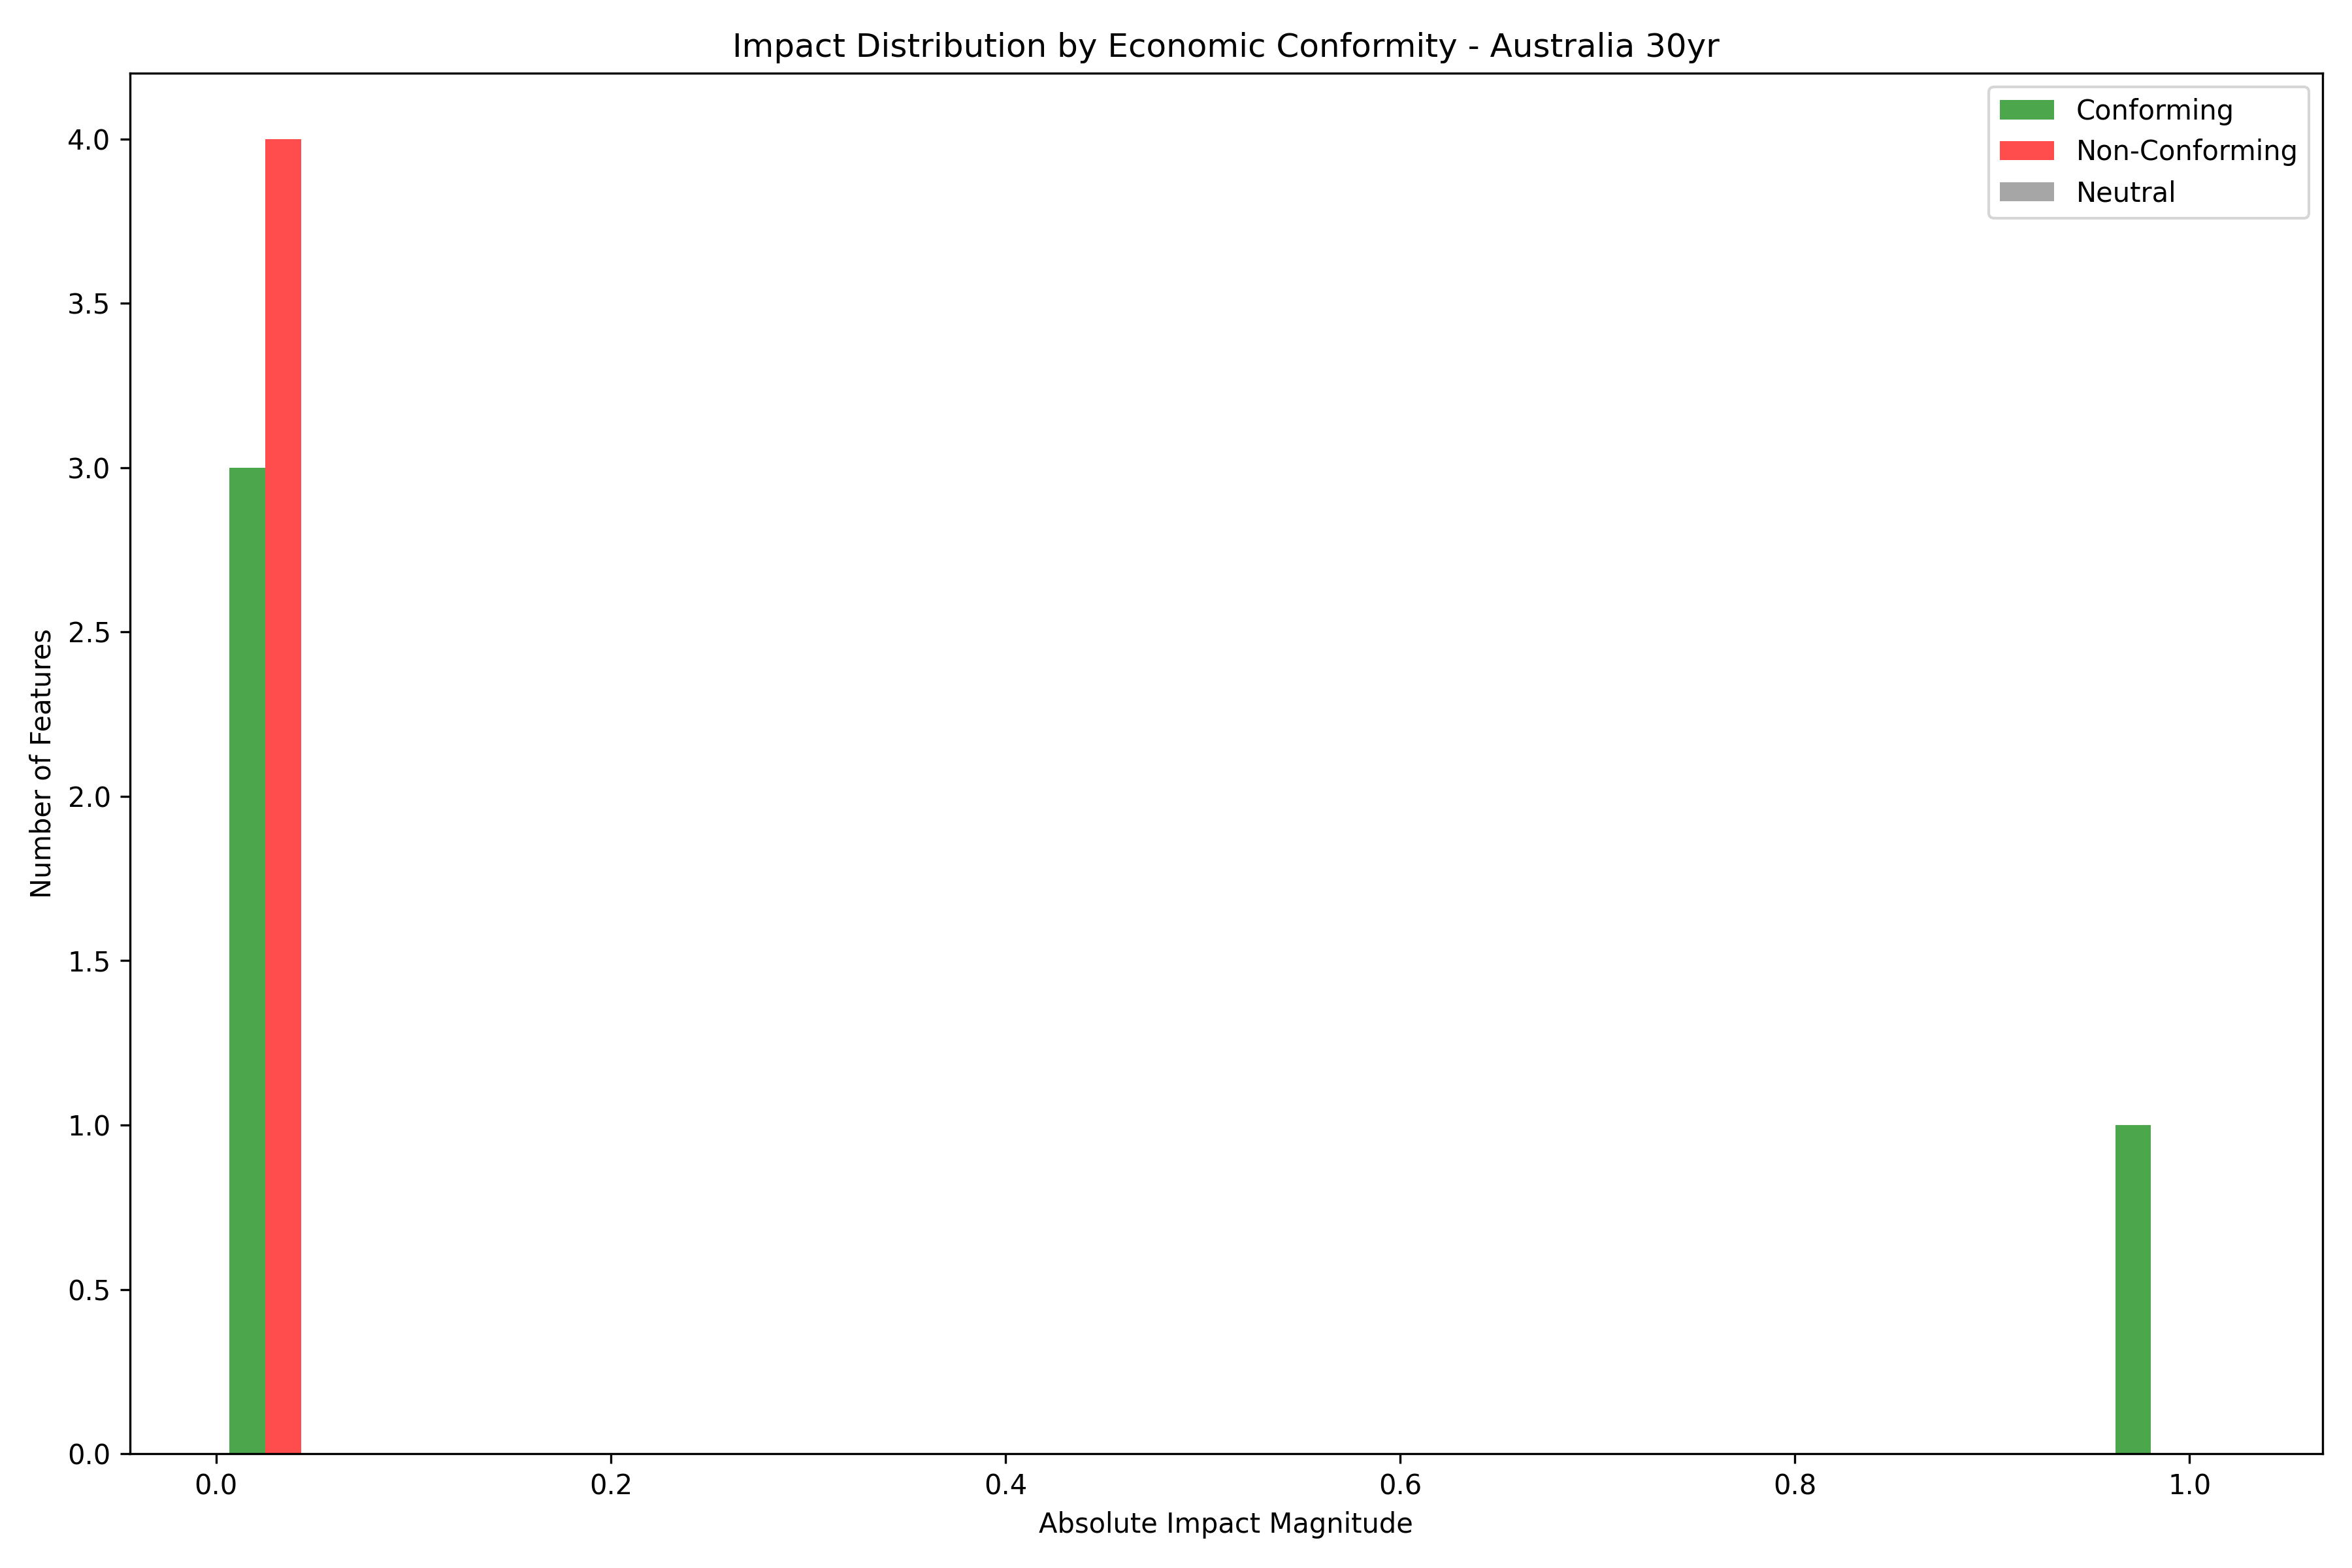 Impact Distribution by Economic Conformity - Australia 30yr
Conforming
Non-Conforming
Neutral
4.0
3.5
3.0
2.5
2.0
1.5
1.0
0.5
0.0
Number of Features
0.0 0.2 0.4 0.6 0.8 1.0
Absolute Impact Magnitude